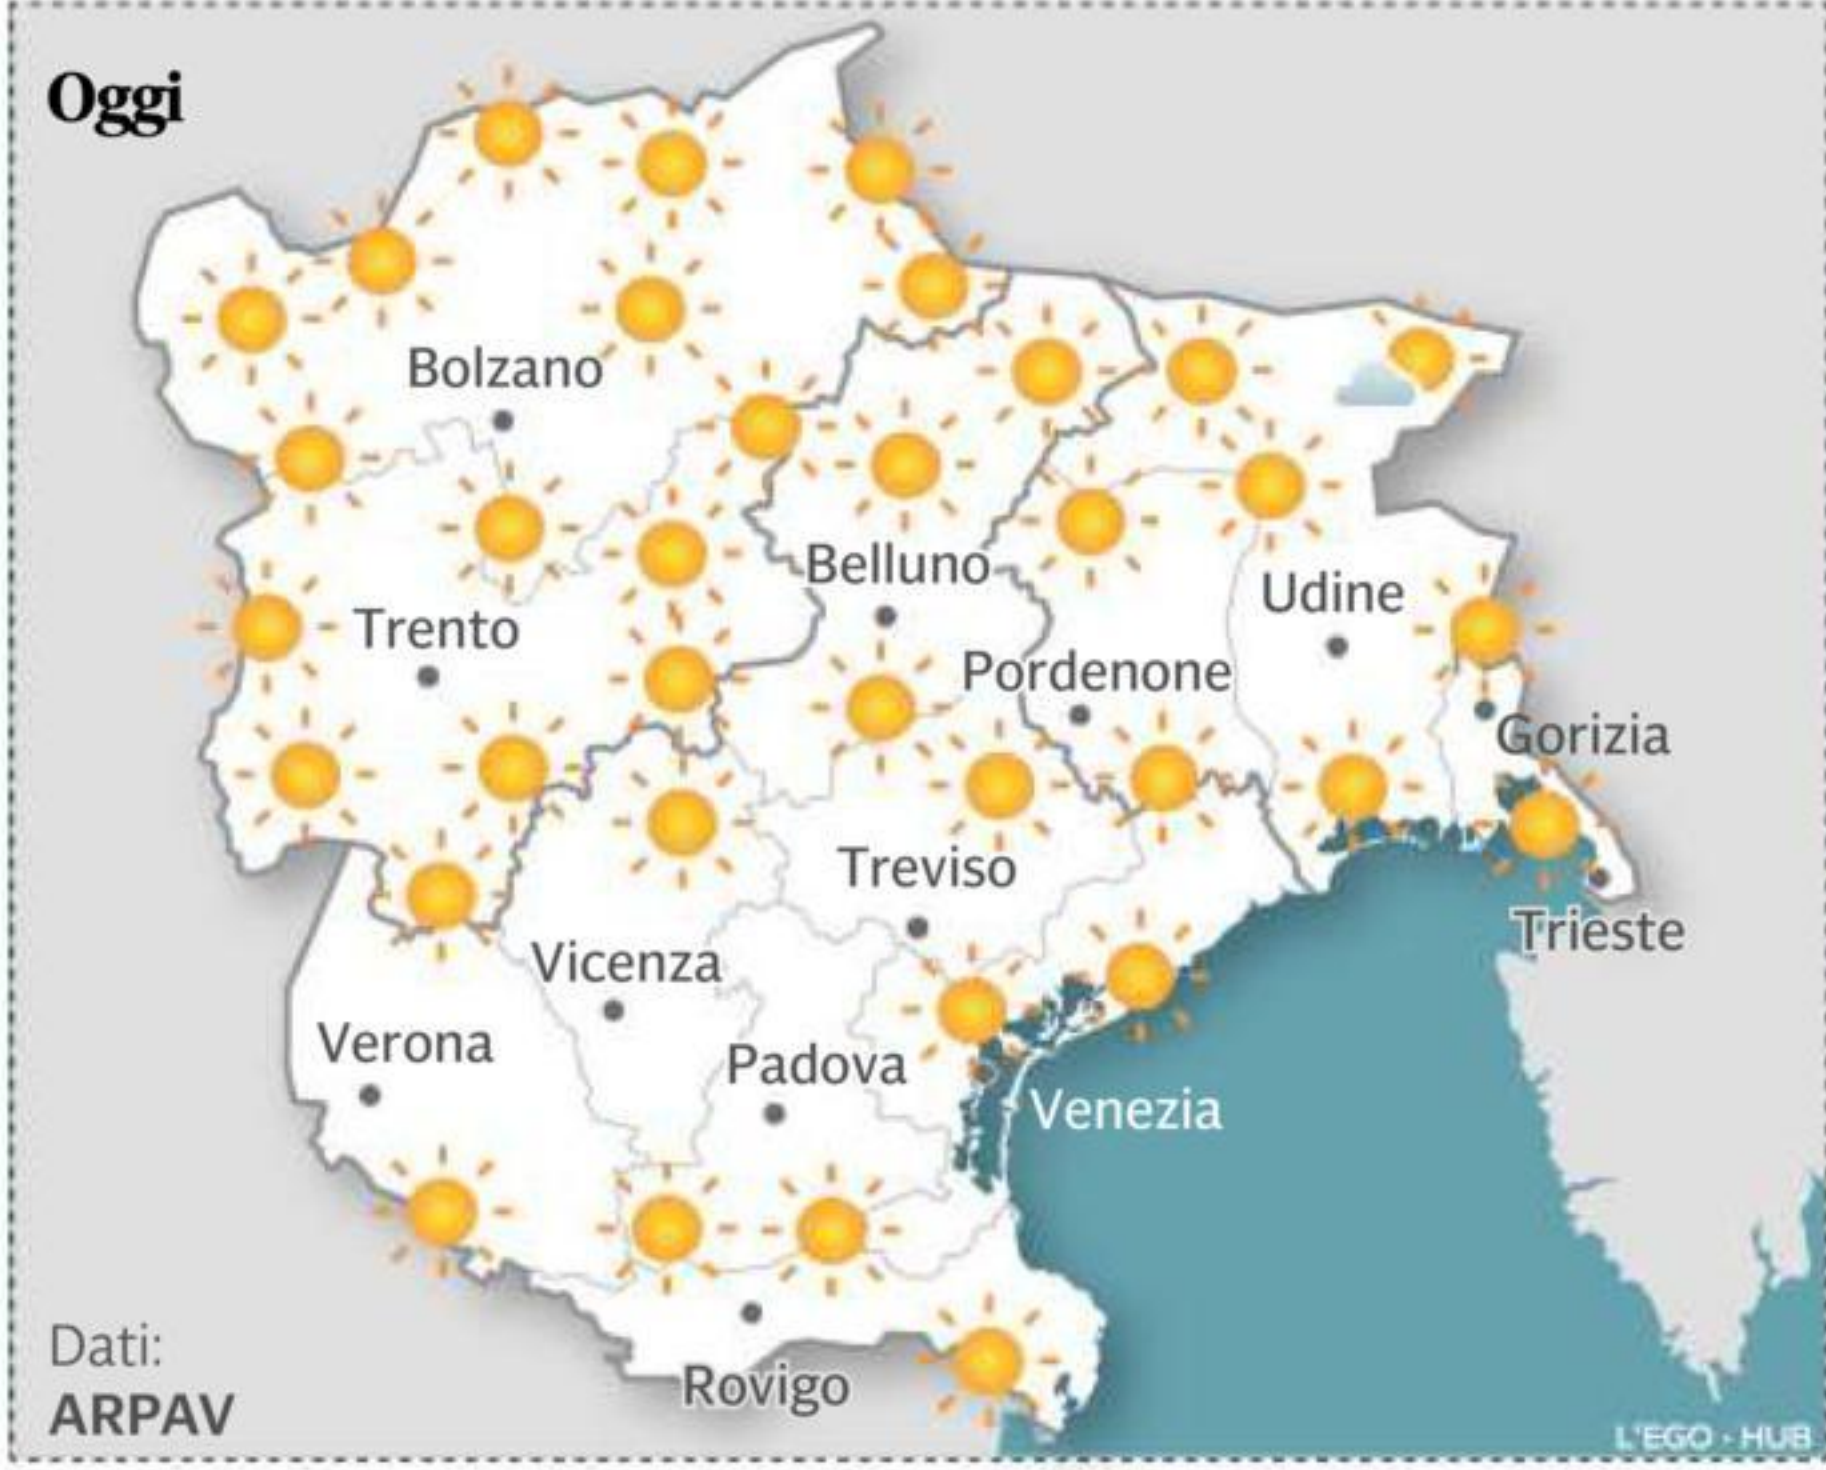 Oggi
Bolzano
Belluno
Udine
Trento
Pordenone
Gorizia
Treviso
Trieste
Vicenza
Verona
Padova
Venezia
Dati:
ARPAV
Rovigo
L'EGO - HUB